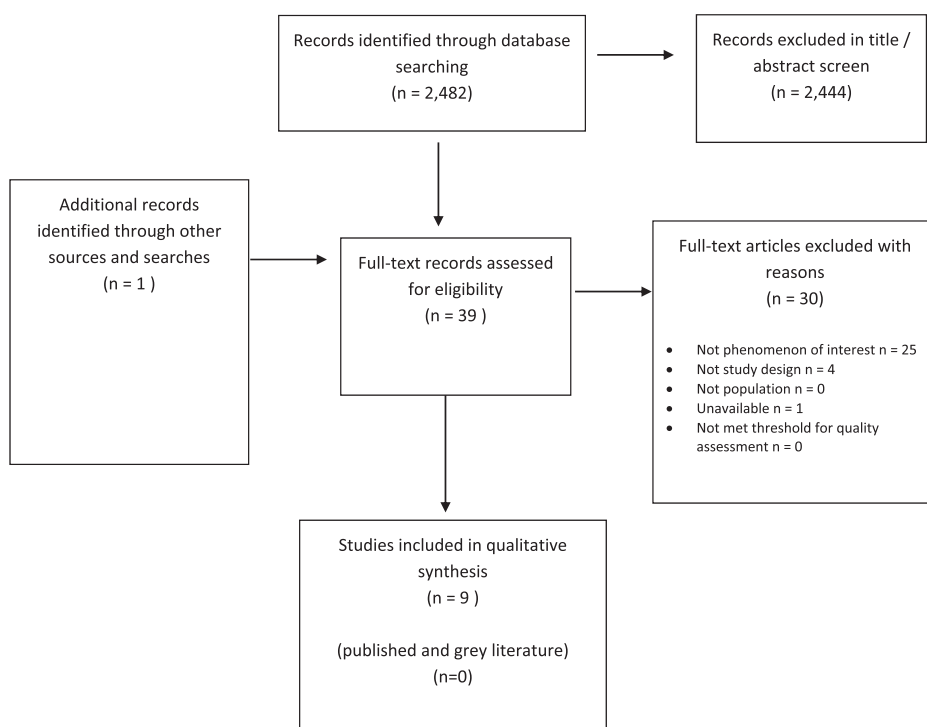 Records identified through database
searching
(n = 2,482)
Records excluded in title /
abstract screen
(n = 2,444)
Additional records
identified through other
sources and searches
(n = 1 )
Full-text records assessed
for eligibility
(n = 39 )
Full-text articles excluded with
reasons
(n = 30)
• Not phenomenon of interest n = 25
• Not study design n = 4
• Not population n = 0
• Unavailable n = 1
• Not met threshold for quality
assessment n = 0
Studies included in qualitative
synthesis
(n = 9 )
(published and grey literature)
(n=0)